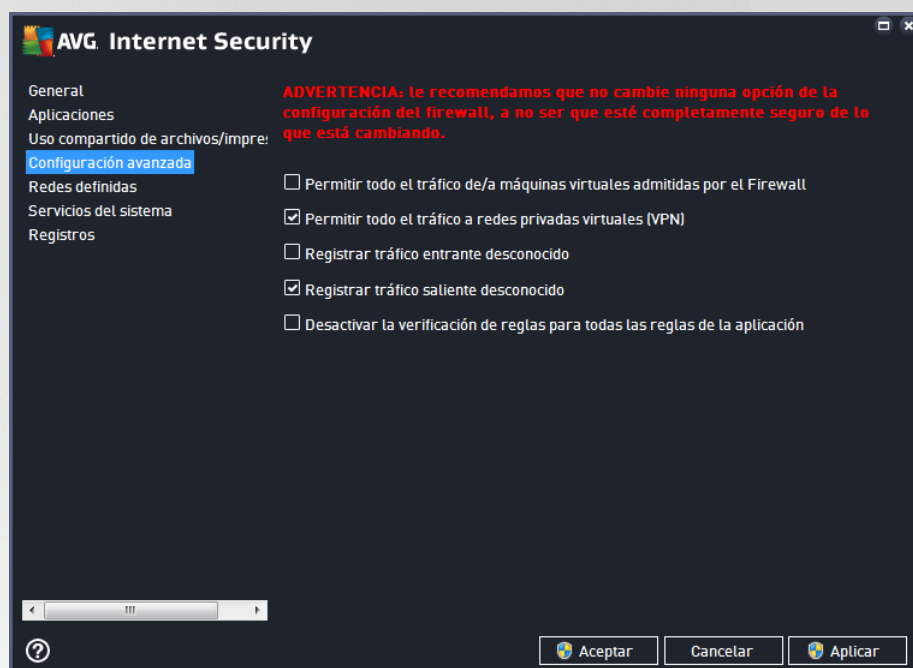 AVG. Internet Security
General
Aplicaciones
Uso compartido de archivos/impre
Configuración avanzada
Redes definidas
Servicios del sistema
Registros
ADVERTENCIA: le recomendamos que no cambie ninguna opción de la
configuración del firewall, a no ser que esté completamente seguro de lo
que está cambiando.
Permitir todo el tráfico de/a máquinas virtuales admitidas por el Firewall
Permitir todo el tráfico a redes privadas virtuales (VPN)
Registrar tráfico entrante desconocido
Registrar tráfico saliente desconocido
Desactivar la verificación de reglas para todas las reglas de la aplicación
Aceptar
Cancelar
Aplicar